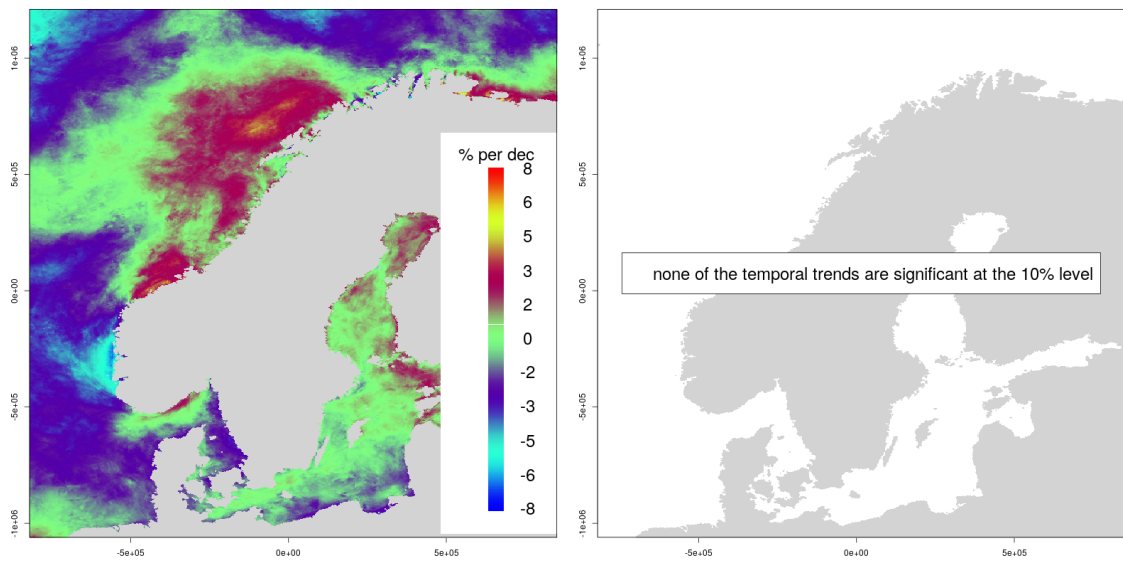 1e+06
5e+05
0e+00
-5e+05
-1e+06
-5e+05
0e+00
5e+05
% per dec
8
6
5
3
2
0
-2
-3
-5
-6
-8
1e+06
5e+05
0e+00
-5e+05
-1e+06
-5e+05
0e+00
5e+05
none of the temporal trends are significant at the 10% level